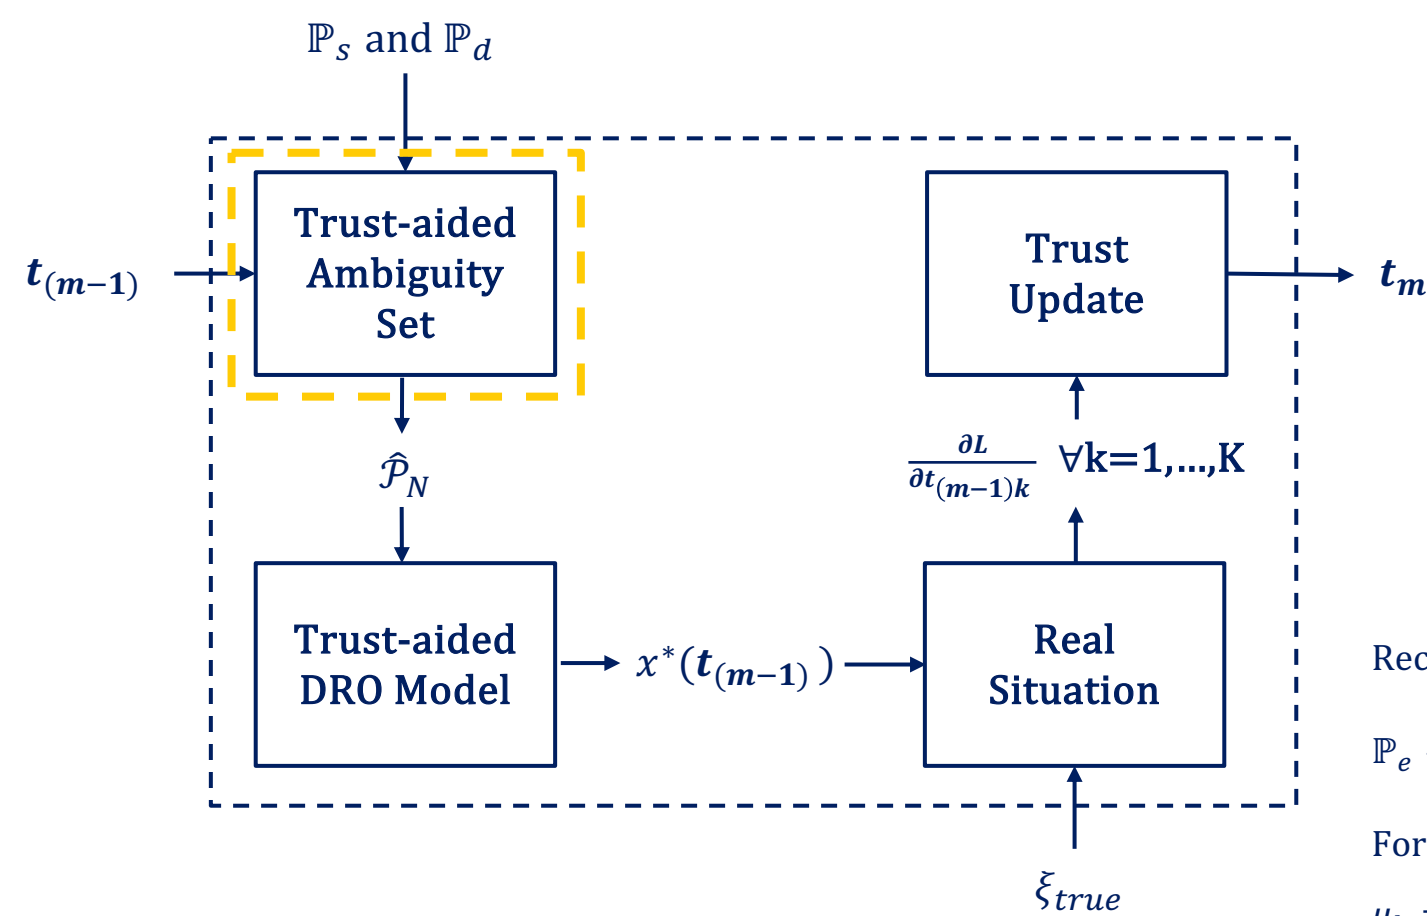 ℙ_s and ℙ_d
Trust-aided
Ambiguity
Set
t_(m−1)
Trust
Update
t_m
𝒫̂_N
∂L/∂t_(m−1)k ∀k=1,...,K
Trust-aided
DRO Model
x*(t_(m−1))
Real
Situation
Rec
ℙ_e
For
ξ_true